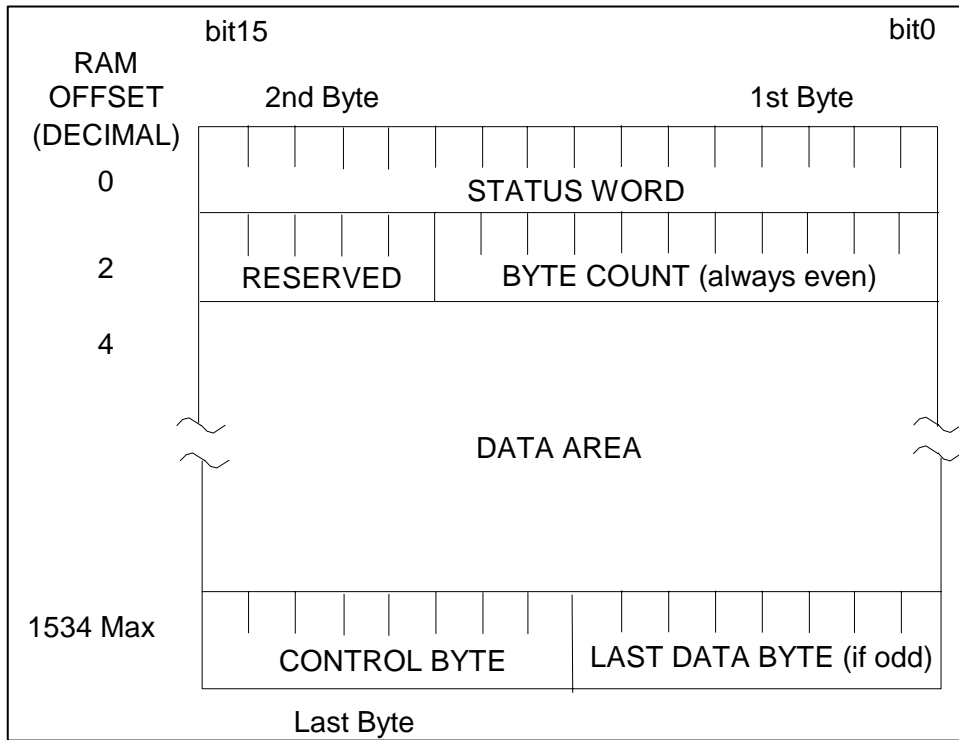 bit15 bit0
RAM
OFFSET
(DECIMAL)
2nd Byte 1st Byte
0 STATUS WORD
2 RESERVED BYTE COUNT (always even)
4
DATA AREA
1534 Max
CONTROL BYTE LAST DATA BYTE (if odd)
Last Byte